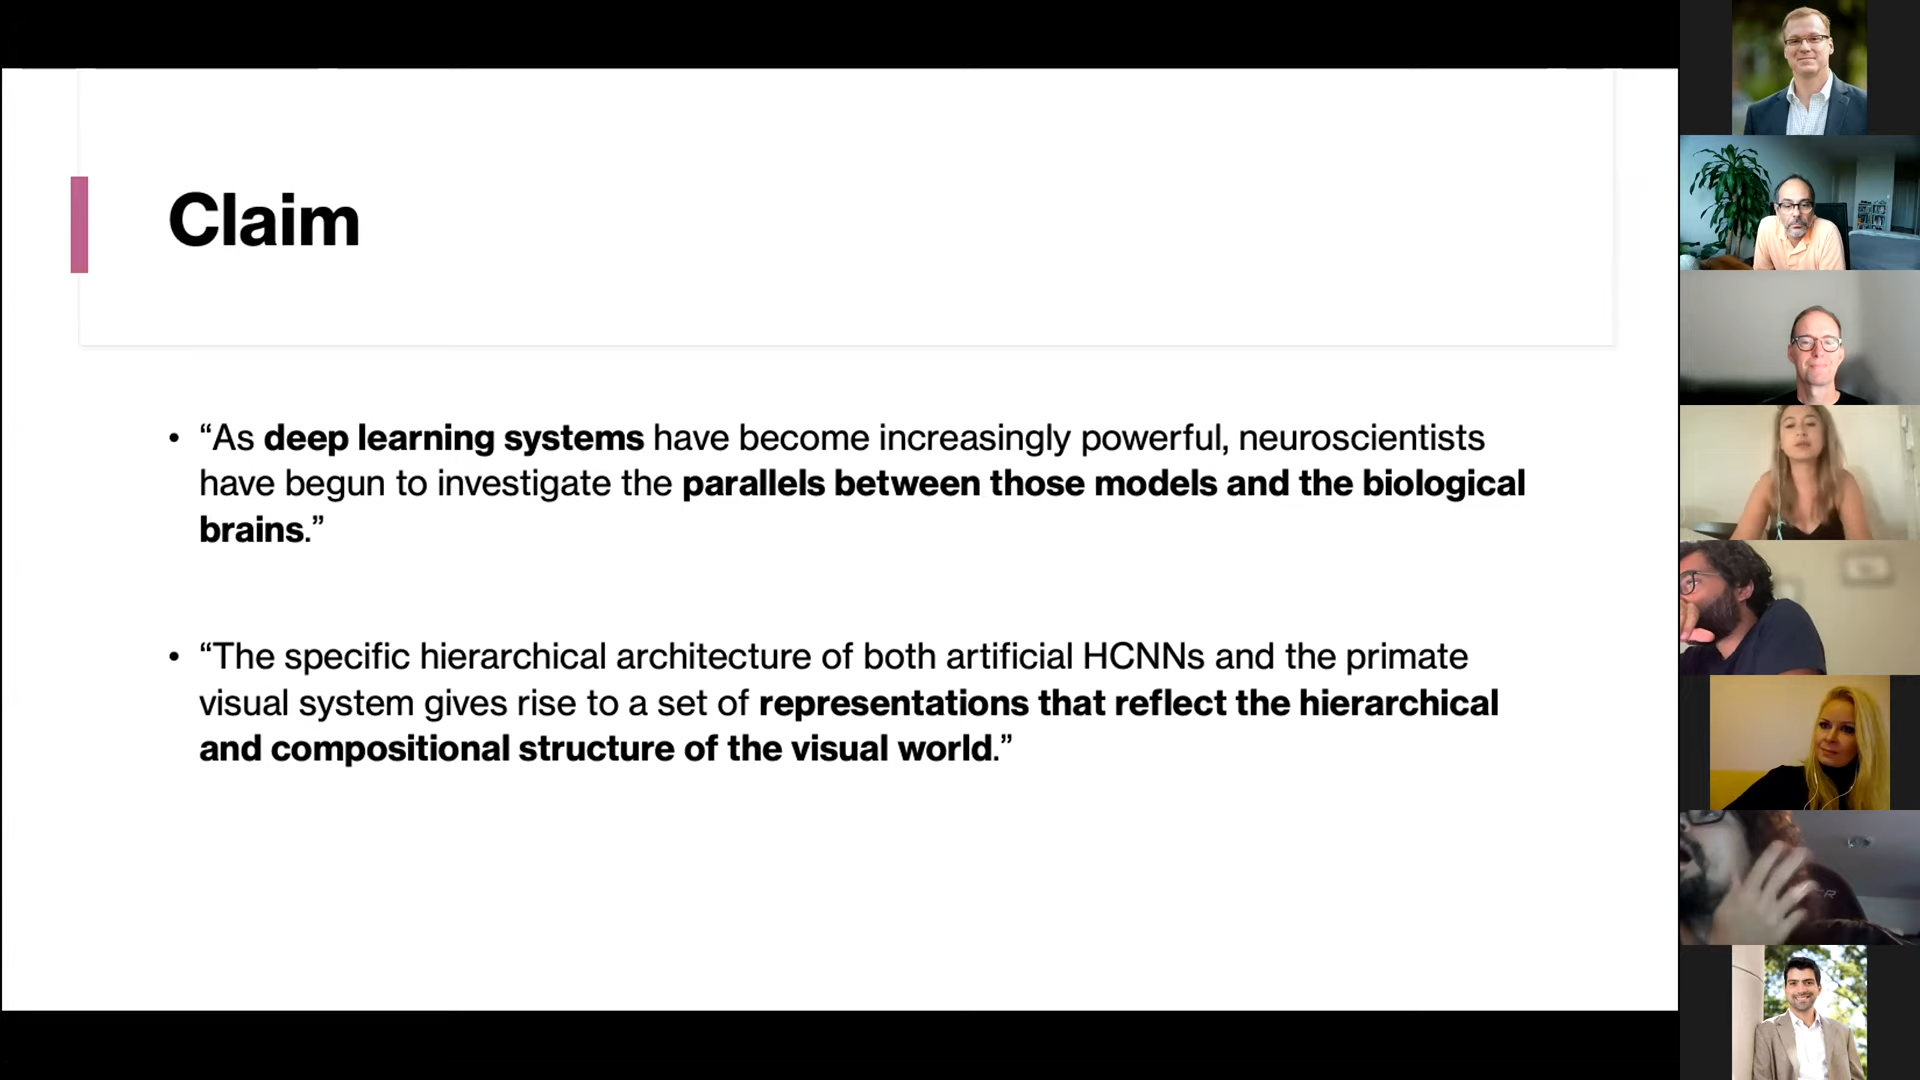 Claim
• “As deep learning systems have become increasingly powerful, neuroscientists
have begun to investigate the parallels between those models and the biological
brains.”
• “The specific hierarchical architecture of both artificial HCNNs and the primate
visual system gives rise to a set of representations that reflect the hierarchical
and compositional structure of the visual world.”